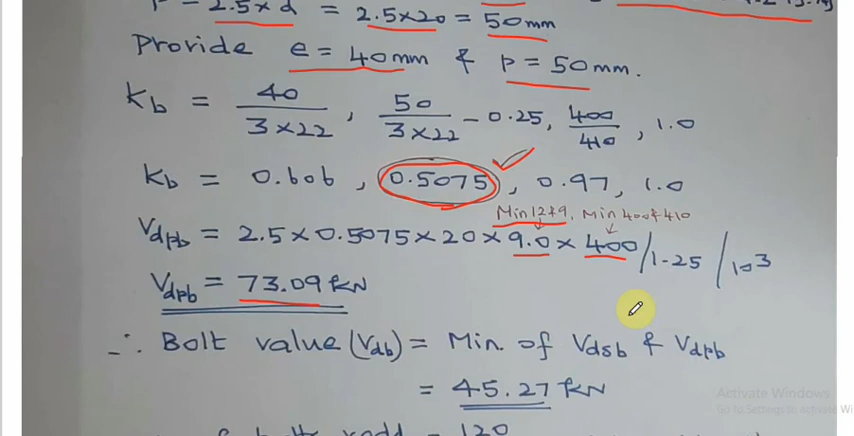 = 2.5×d = 2.5×20 = 50mm
Provide e = 40mm & p = 50mm.
Kb = 40/3×22, 50/3×22 - 0.25, 400/410, 1.0
Kb = 0.606, 0.5075, 0.97, 1.0
Min 12&9, Min 400&410
Vdpb = 2.5×0.5075×20×9.0×400/1.25/10³
Vdpb = 73.09 KN
∴ Bolt value (Vdb) = Min. of Vdsb & Vdpb
= 45.27 KN
Activate Windows
Go to Settings to activate Wi
= 120